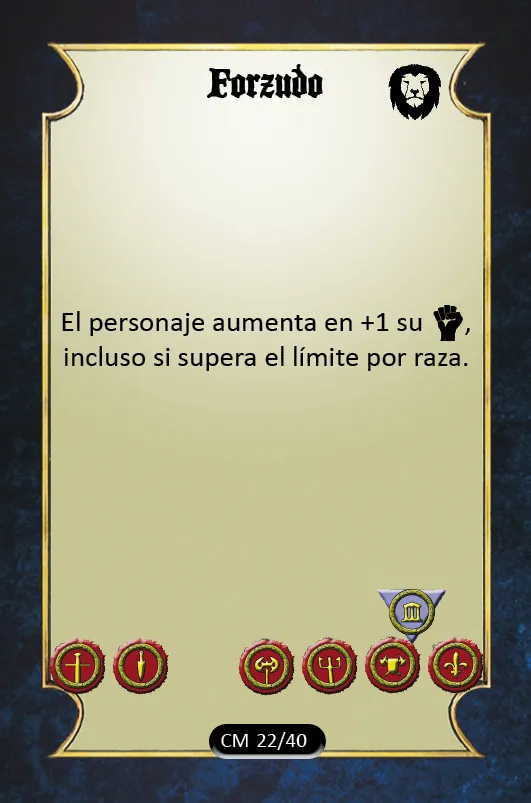 Forzudo
El personaje aumenta en +1 su ,
incluso si supera el límite por raza.
CM 22/40